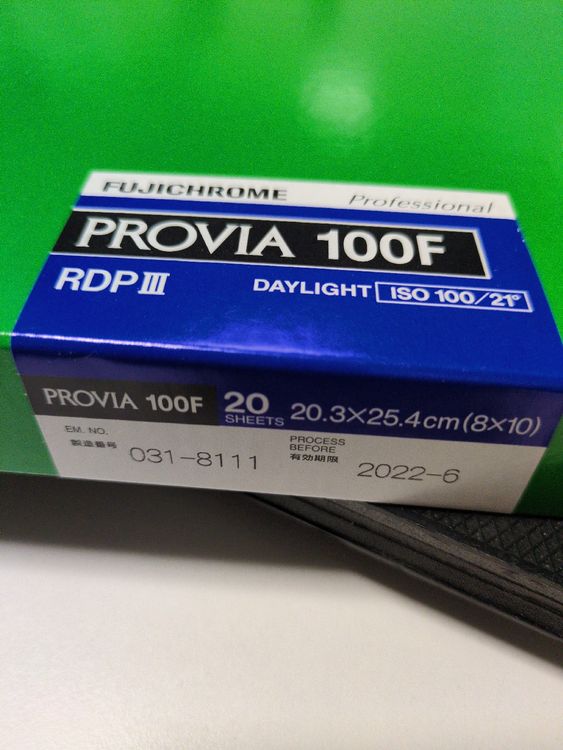 FUJICHROME Professional
PROVIA 100F
RDPⅢ DAYLIGHT ISO 100/21°
PROVIA 100F 20 SHEETS 20.3×25.4cm(8×10)
EM. NO.
製造番号 031-8111
PROCESS
BEFORE
有効期限 2022-6